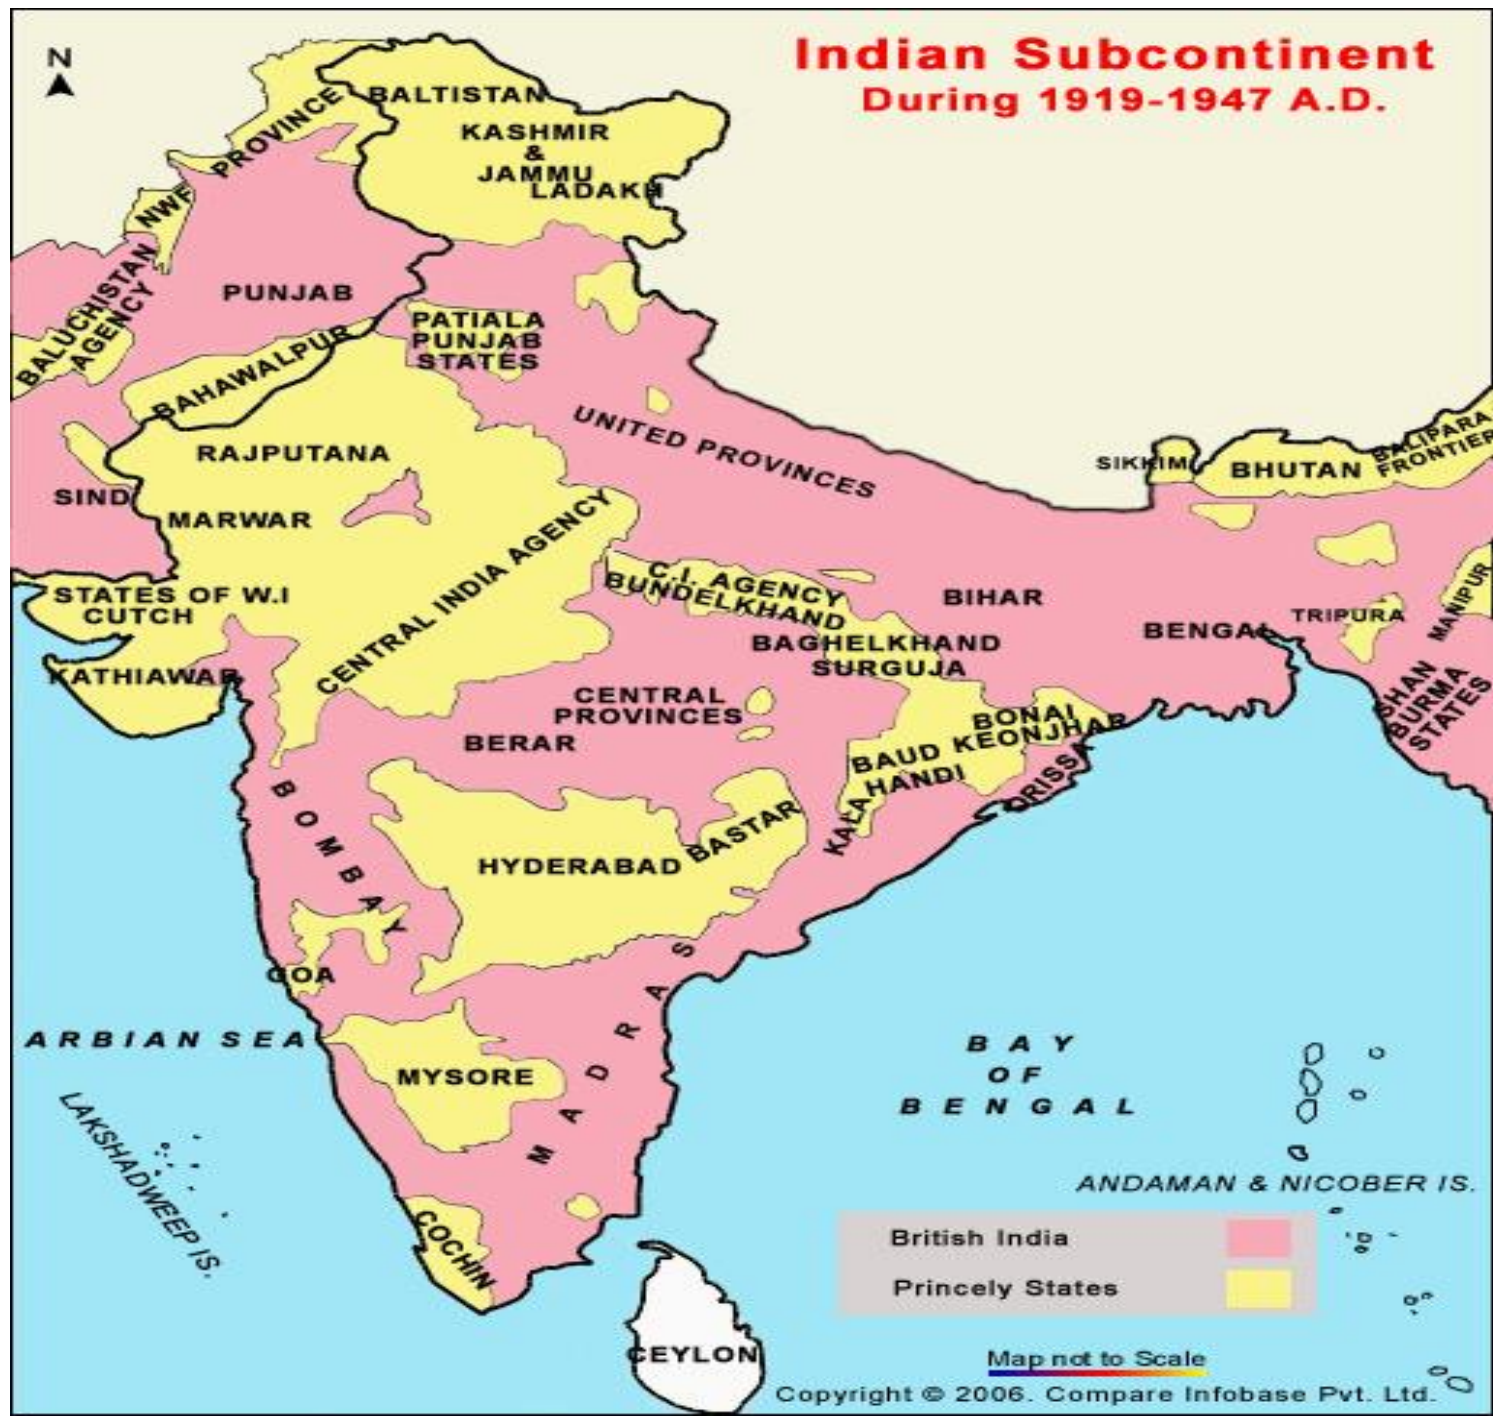 N
Indian Subcontinent
During 1919-1947 A.D.
BALTISTAN
KASHMIR
&
JAMMU
LADAKH
NWF PROVINCE
BALUCHISTAN
AGENCY
PUNJAB
PATIALA
PUNJAB
STATES
BAHAWALPUR
UNITED PROVINCES
RAJPUTANA
SIND
MARWAR
SIKKIM
BHUTAN
BALIPARA
FRONTIER
STATES OF W.I
CUTCH
CENTRAL INDIA AGENCY
C.I. AGENCY
BUNDELKHAND
BIHAR
BENGAL
TRIPURA
MANIPUR
BAGHELKHAND
SURGUJA
KATHIAWAR
CENTRAL
PROVINCES
BERAR
SHAN
BURMA
STATES
BONAI
BAUD KEONJHAR
KALA HANDI
ORISSA
BOMBAY
HYDERABAD
BASTAR
GOA
MADRAS
ARBIAN SEA
MYSORE
BAY
OF
BENGAL
LAKSHADWEEP IS.
ANDAMAN & NICOBER IS.
COCHIN
British India
Princely States
CEYLON
Map not to Scale
Copyright © 2006. Compare Infobase Pvt. Ltd.